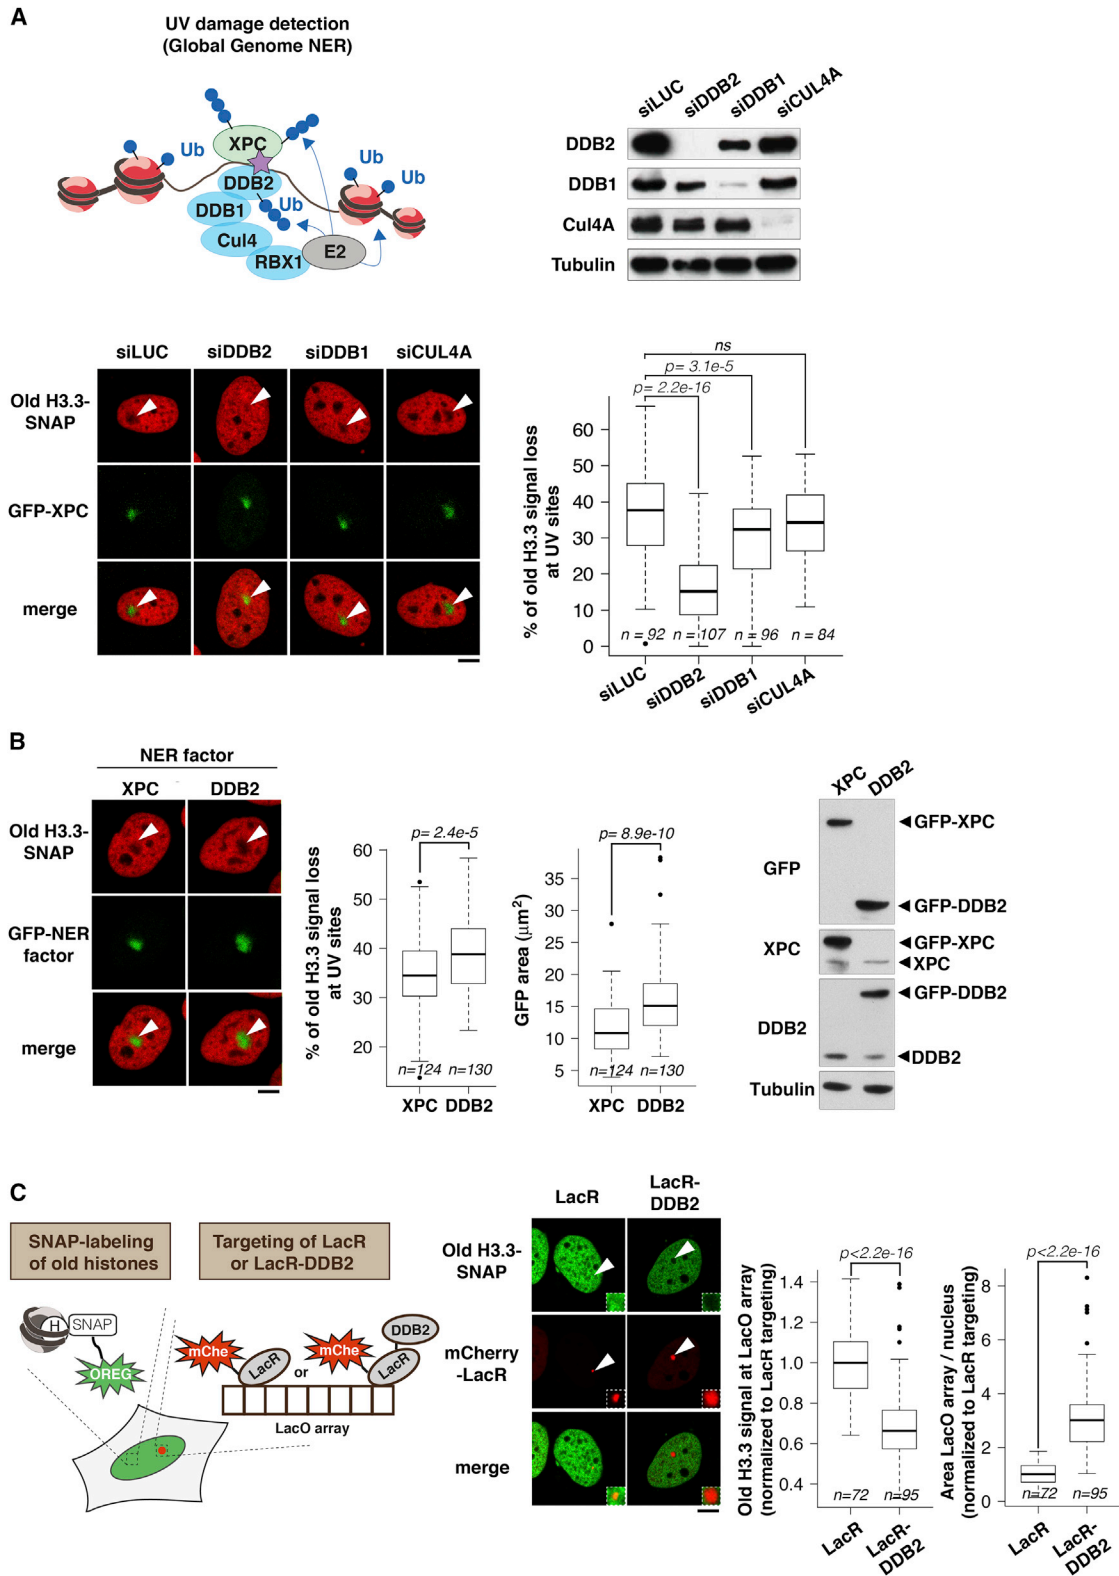 A
UV damage detection
(Global Genome NER)
XPC
Ub
Ub
Ub
DDB2
Ub
DDB1
Cul4
RBX1
E2
siLUC
siDDB2
siDDB1
siCUL4A
DDB2
DDB1
Cul4A
Tubulin
siLUC
siDDB2
siDDB1
siCUL4A
Old H3.3-
SNAP
GFP-XPC
merge
% of old H3.3 signal loss
at UV sites
ns
p= 3.1e-5
p= 2.2e-16
60
50
40
30
20
10
0
n = 92
n = 107
n = 96
n = 84
siLUC
siDDB2
siDDB1
siCUL4A
B
NER factor
XPC
DDB2
Old H3.3-
SNAP
GFP-NER
factor
merge
% of old H3.3 signal loss
at UV sites
p= 2.4e-5
60
50
40
30
20
n=124
n=130
XPC
DDB2
GFP area (µm2)
p= 8.9e-10
35
30
25
20
15
10
5
n=124
n=130
XPC
DDB2
XPC
DDB2
GFP
GFP-XPC
GFP-DDB2
XPC
GFP-XPC
XPC
DDB2
GFP-DDB2
DDB2
Tubulin
C
SNAP-labeling
of old histones
Targeting of LacR
or LacR-DDB2
H
SNAP
OREG
mChe
LacR
or
mChe
LacR
DDB2
LacO array
LacR
LacR-
DDB2
Old H3.3-
SNAP
mCherry
-LacR
merge
Old H3.3 signal at LacO array
(normalized to LacR targeting)
p<2.2e-16
1.4
1.2
1.0
0.8
0.6
0.4
n=72
n=95
LacR
LacR-
DDB2
Area LacO array / nucleus
(normalized to LacR targeting)
p<2.2e-16
8
6
4
2
0
n=72
n=95
LacR
LacR-
DDB2